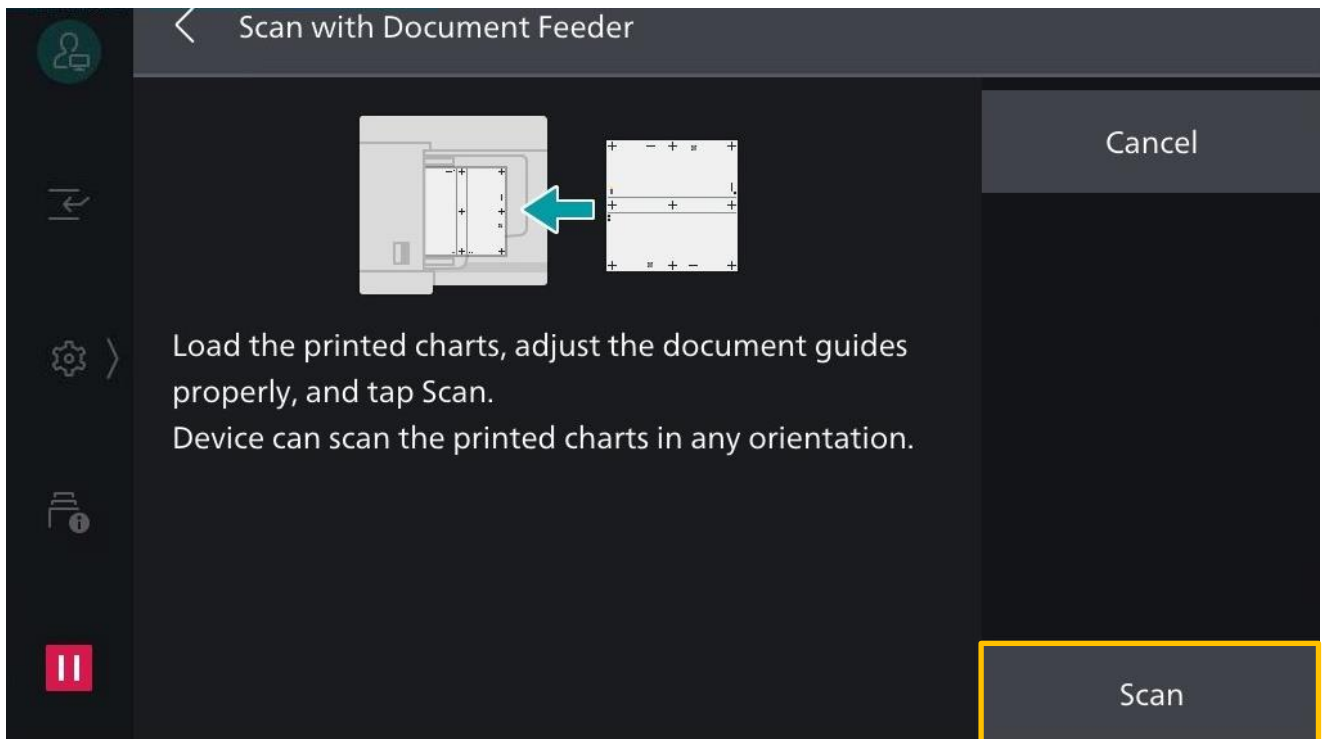 Scan with Document Feeder
Cancel
Load the printed charts, adjust the document guides
properly, and tap Scan.
Device can scan the printed charts in any orientation.
Scan